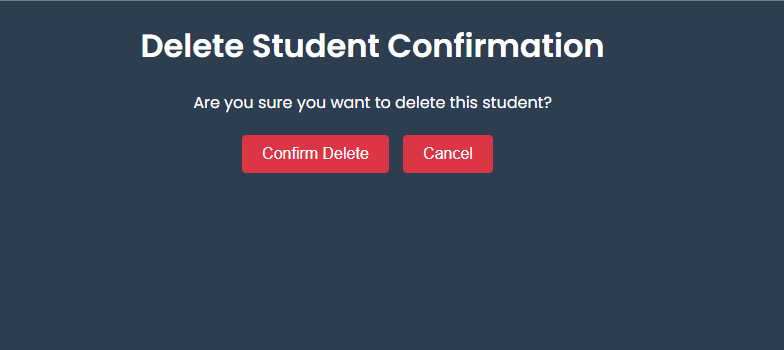 Delete Student Confirmation
Are you sure you want to delete this student?
Confirm Delete Cancel